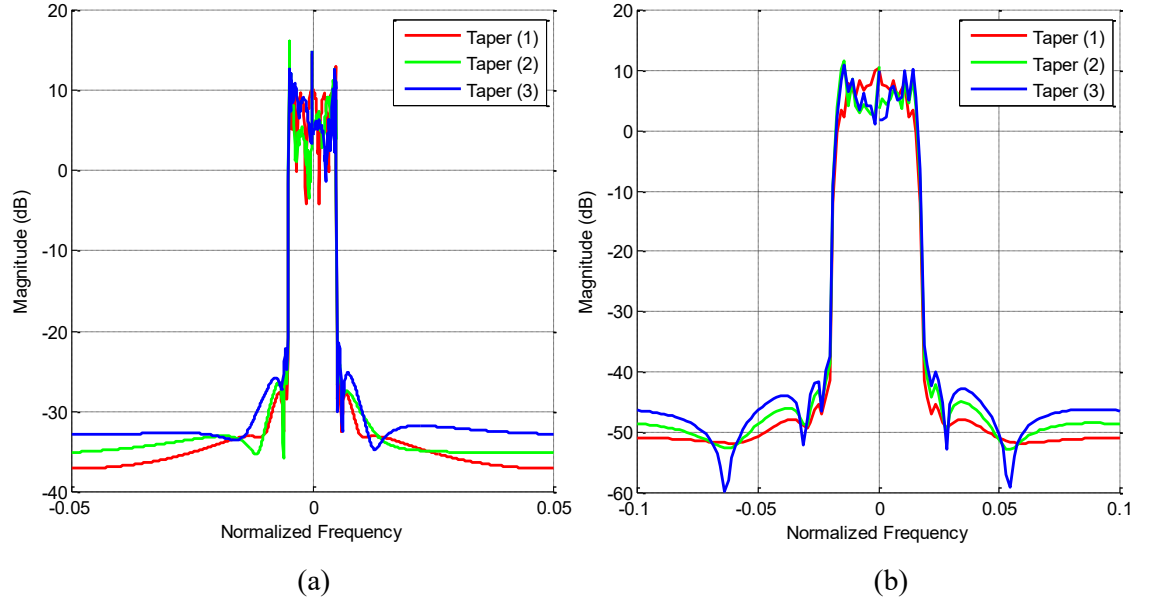 20
10
0
-10
-20
-30
-40
-0.05
0
0.05
Magnitude (dB)
Normalized Frequency
Taper (1)
Taper (2)
Taper (3)
(a)
20
10
0
-10
-20
-30
-40
-50
-60
-0.1
-0.05
0
0.05
0.1
Magnitude (dB)
Normalized Frequency
Taper (1)
Taper (2)
Taper (3)
(b)